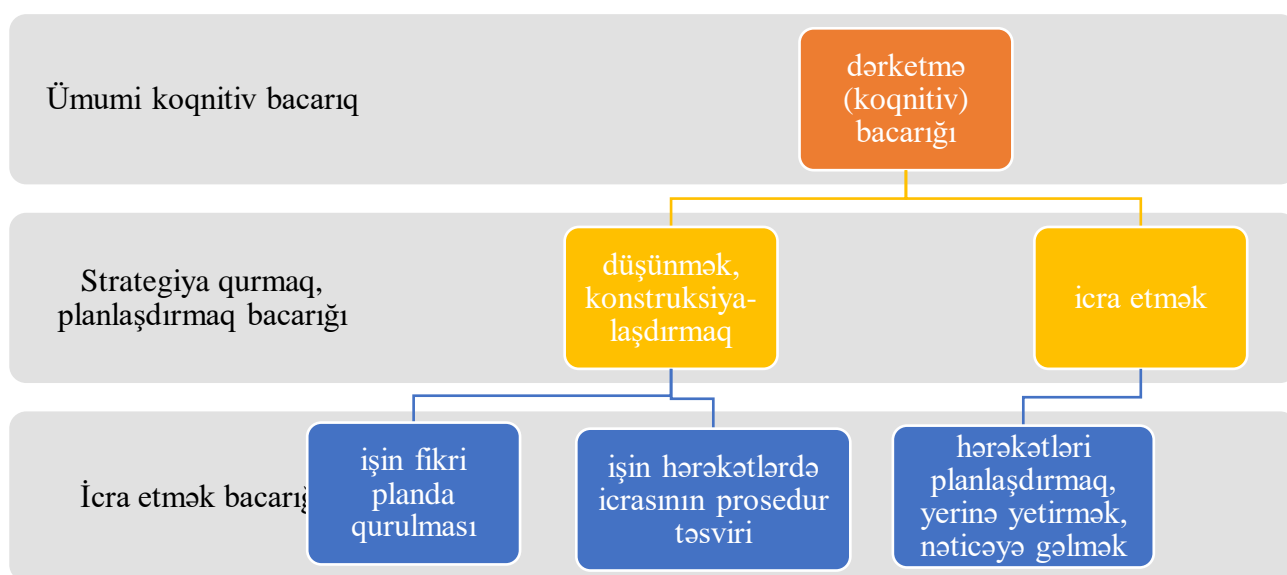 Ümumi koqnitiv bacarıq
dərketmə
(koqnitiv)
bacarığı
Strategiya qurmaq,
planlaşdırmaq bacarığı
düşünmək,
konstruksiya-
laşdırmaq
icra etmək
İcra etmək bacarığ
işin fikri
planda
qurulması
işin hərəkətlərdə
icrasının prosedur
təsviri
hərəkətləri
planlaşdırmaq,
yerinə yetirmək,
nəticəyə gəlmək